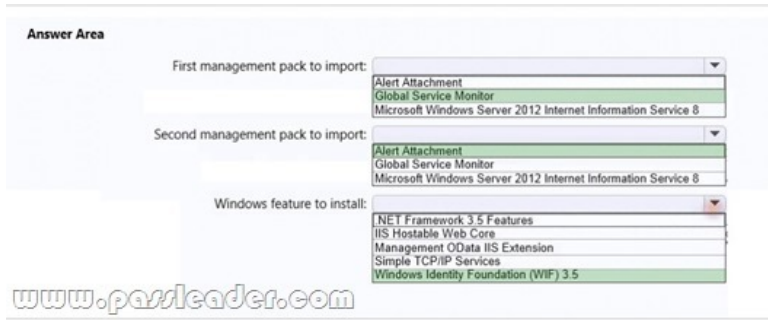 Answer Area
First management pack to import:
Alert Attachment
Global Service Monitor
Microsoft Windows Server 2012 Internet Information Service 8
Second management pack to import:
Alert Attachment
Global Service Monitor
Microsoft Windows Server 2012 Internet Information Service 8
Windows feature to install:
.NET Framework 3.5 Features
IIS Hostable Web Core
Management OData IIS Extension
Simple TCP/IP Services
Windows Identity Foundation (WIF) 3.5
www.passleader.com